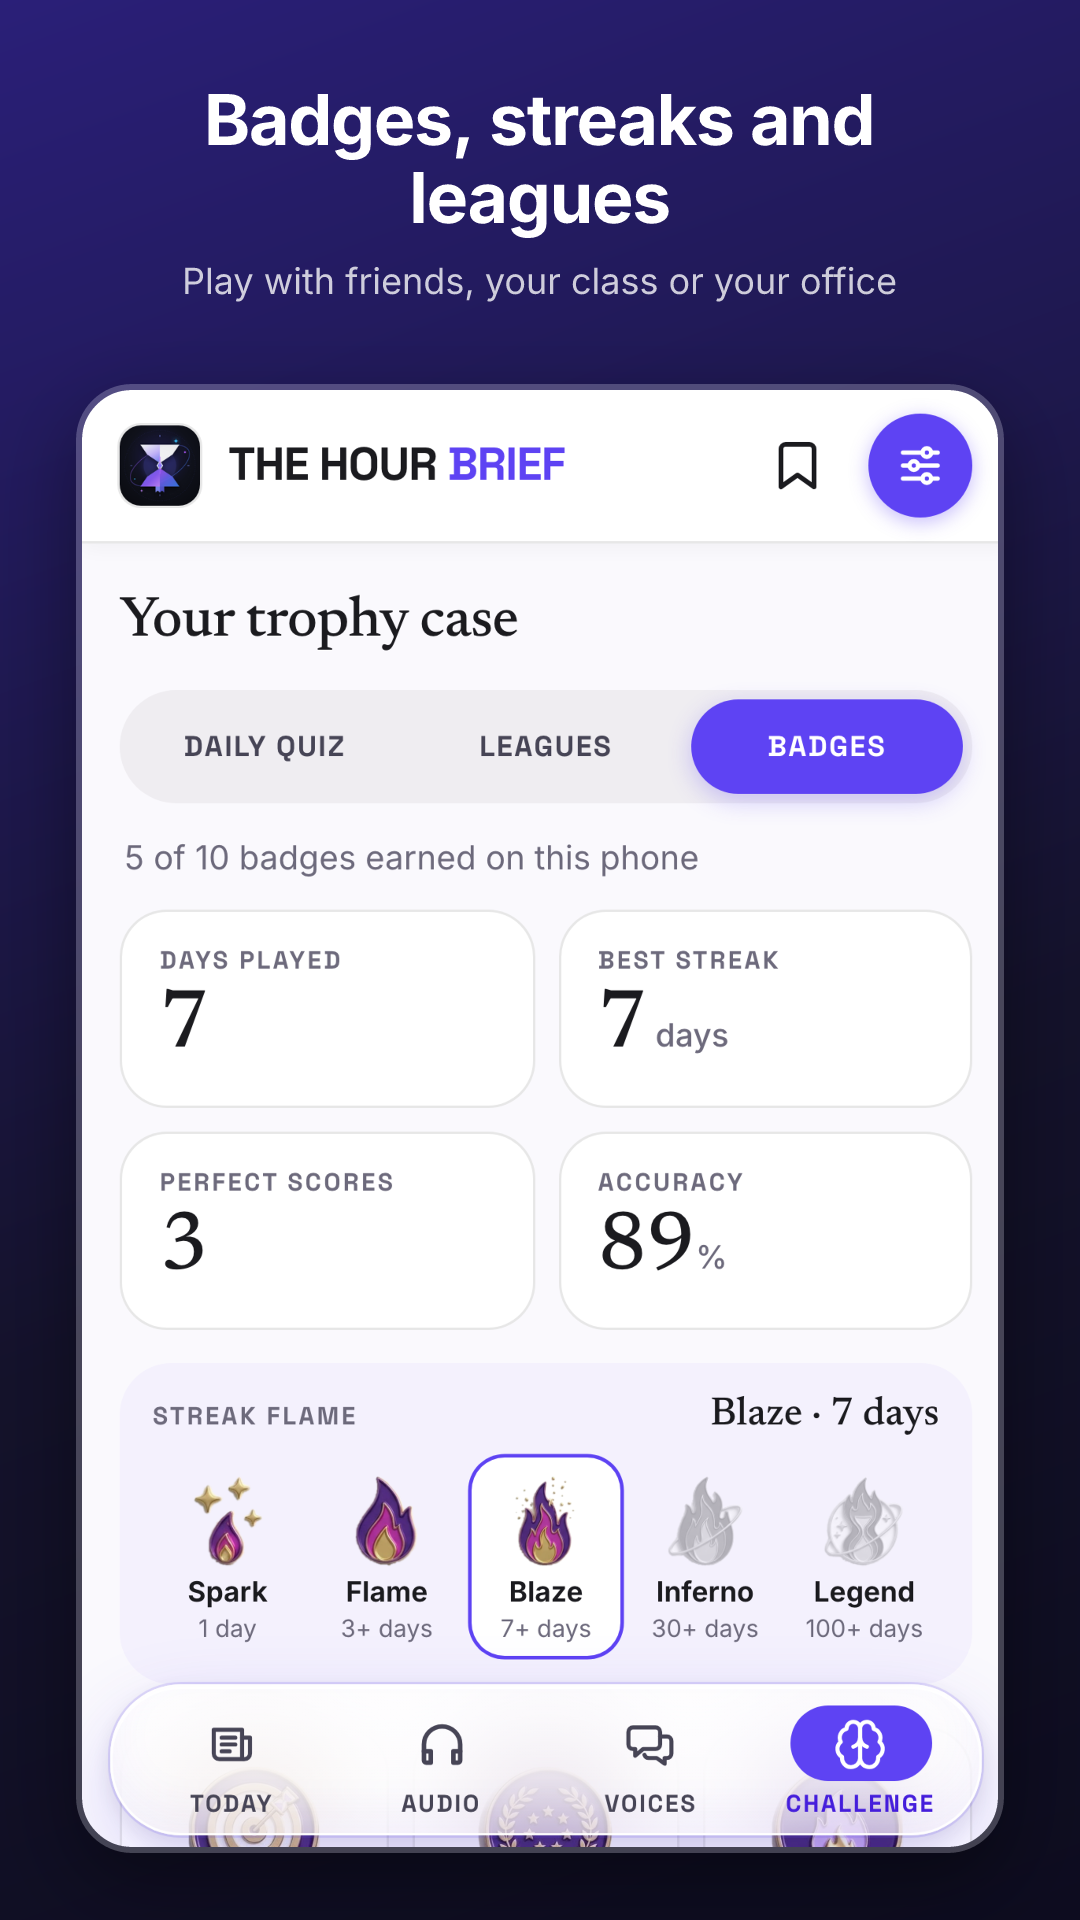 Badges, streaks and
leagues
Play with friends, your class or your office
THE HOUR BRIEF
Your trophy case
DAILY QUIZ
LEAGUES
BADGES
5 of 10 badges earned on this phone
DAYS PLAYED
7
BEST STREAK
7 days
PERFECT SCORES
3
ACCURACY
89%
STREAK FLAME
Blaze · 7 days
Spark
1 day
Flame
3+ days
Blaze
7+ days
Inferno
30+ days
Legend
100+ days
TODAY
AUDIO
VOICES
CHALLENGE